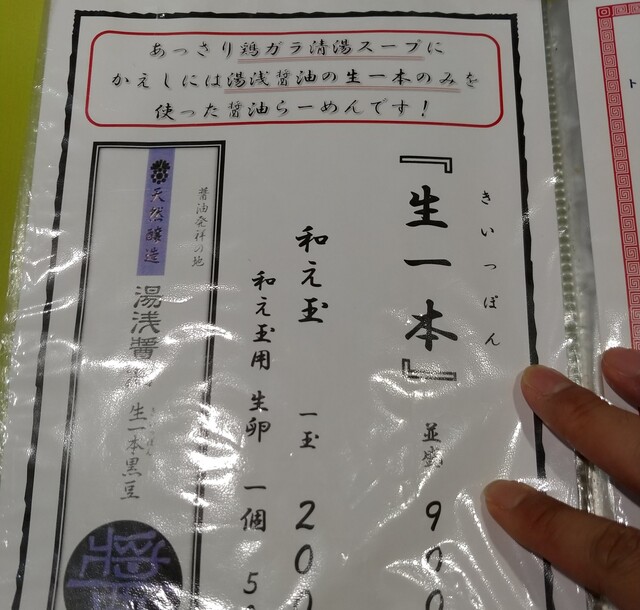 あっさり鶏ガラ清湯スープに
かえしには湯浅醤油の生一本のみを
使った醤油らーめんです！
きいっぽん
『生一本』 並盛 900
和え玉 一玉 200
和え玉用 生卵 一個 5
醤油発祥の地
天然醸造
湯浅醤油
生一本黒豆
ト